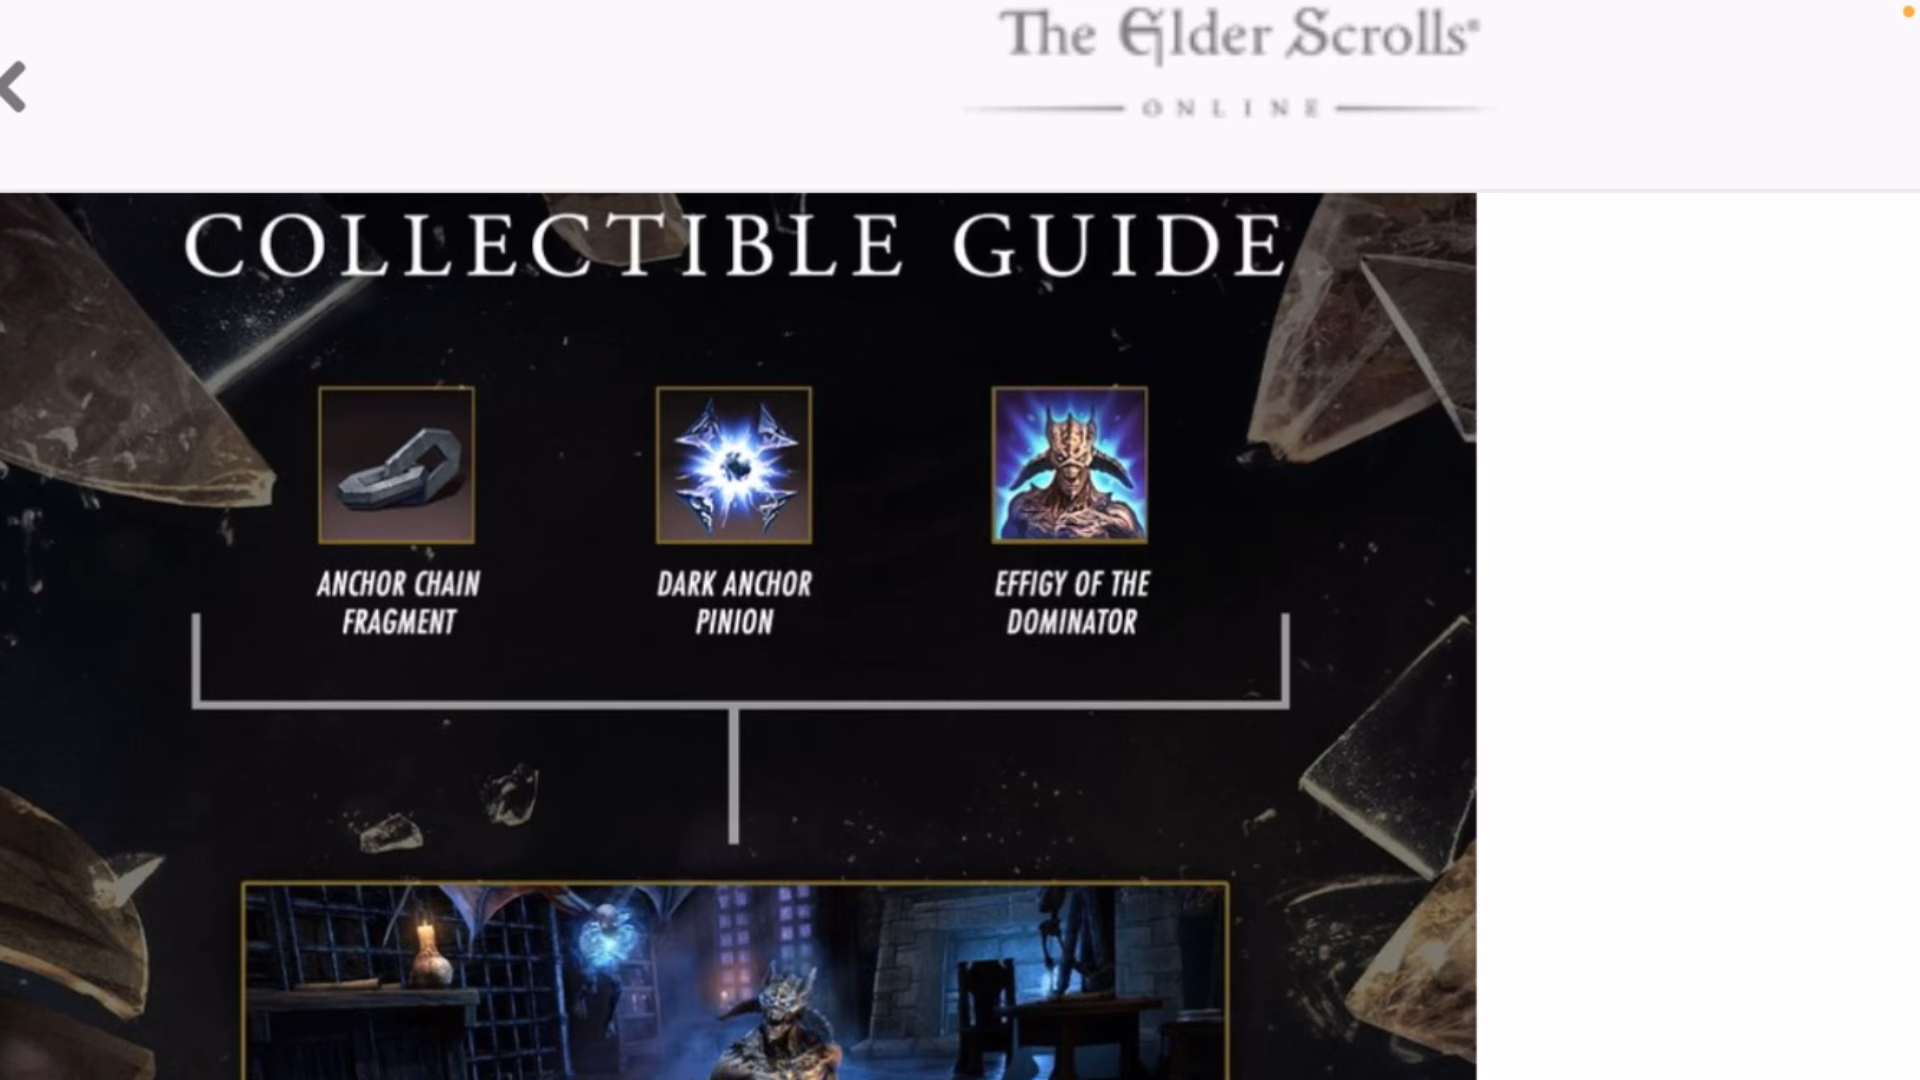 The Elder Scrolls®
ONLINE
COLLECTIBLE GUIDE
ANCHOR CHAIN
FRAGMENT
DARK ANCHOR
PINION
EFFIGY OF THE
DOMINATOR